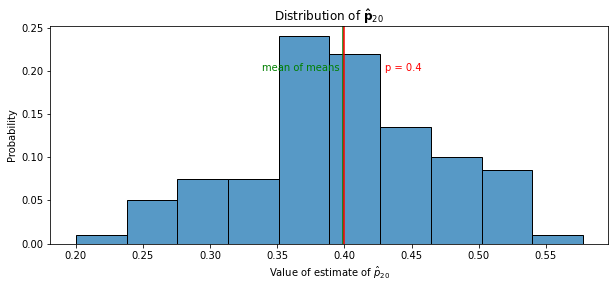 Distribution of p̂₂₀
0.25
0.20
0.15
0.10
0.05
0.00
Probability
mean of means
p = 0.4
0.20 0.25 0.30 0.35 0.40 0.45 0.50 0.55
Value of estimate of p̂₂₀